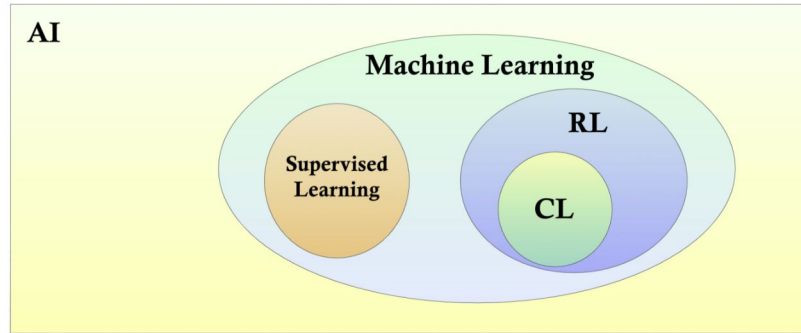 AI
Machine Learning
RL
Supervised
Learning
CL